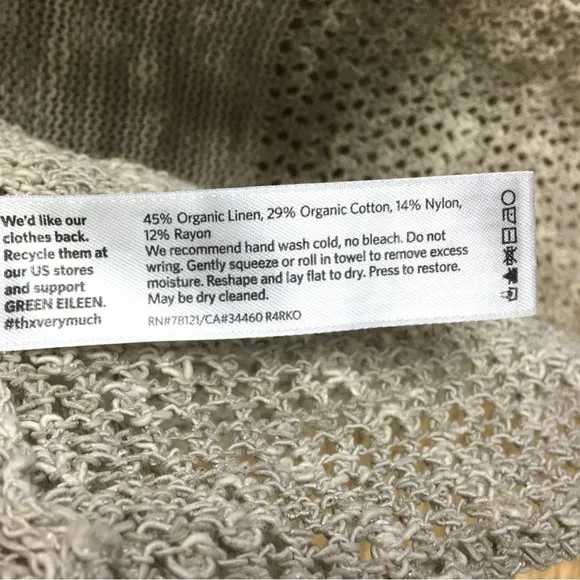 We'd like our
clothes back.
Recycle them at
our US stores
and support
GREEN EILEEN.
#thxverymuch
45% Organic Linen, 29% Organic Cotton, 14% Nylon,
12% Rayon
We recommend hand wash cold, no bleach. Do not
wring. Gently squeeze or roll in towel to remove excess
moisture. Reshape and lay flat to dry. Press to restore.
May be dry cleaned.
RN#78121/CA#34460 R4RKO